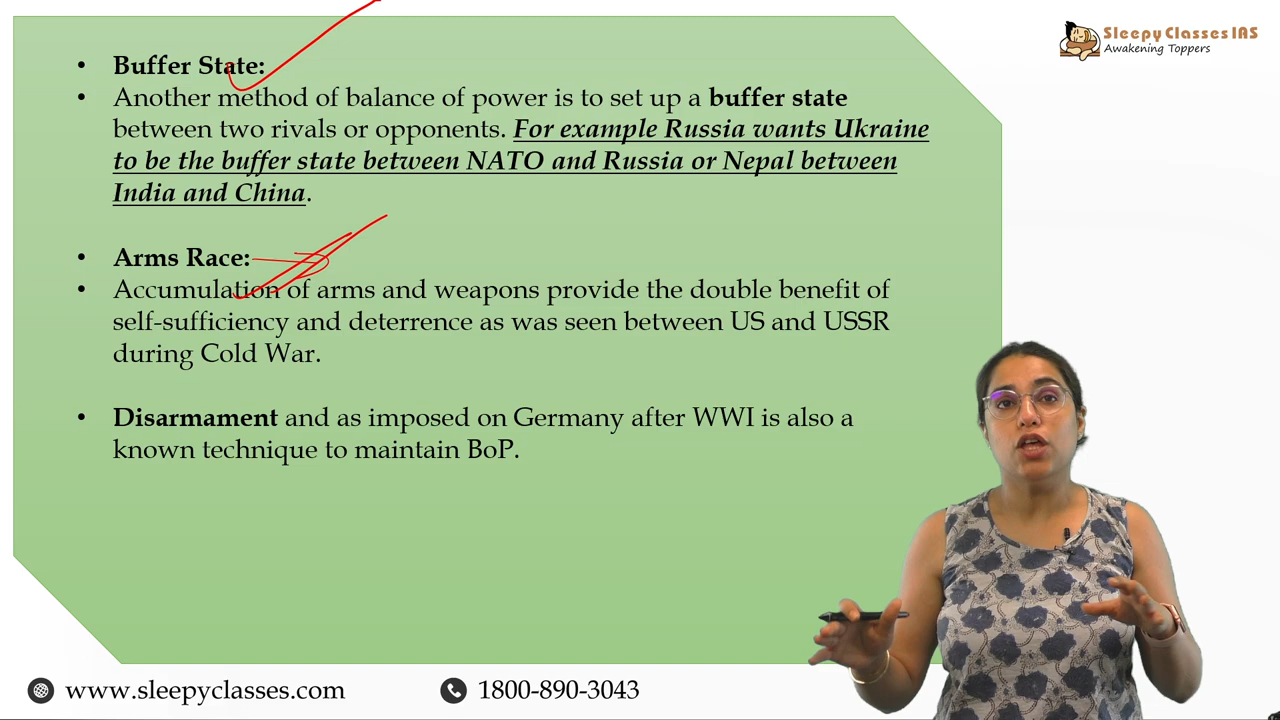 Sleepy Classes IAS
Awakening Toppers
• Buffer State:
• Another method of balance of power is to set up a buffer state
between two rivals or opponents. For example Russia wants Ukraine
to be the buffer state between NATO and Russia or Nepal between
India and China.
• Arms Race:
• Accumulation of arms and weapons provide the double benefit of
self-sufficiency and deterrence as was seen between US and USSR
during Cold War.
• Disarmament and as imposed on Germany after WWI is also a
known technique to maintain BoP.
www.sleepyclasses.com
1800-890-3043